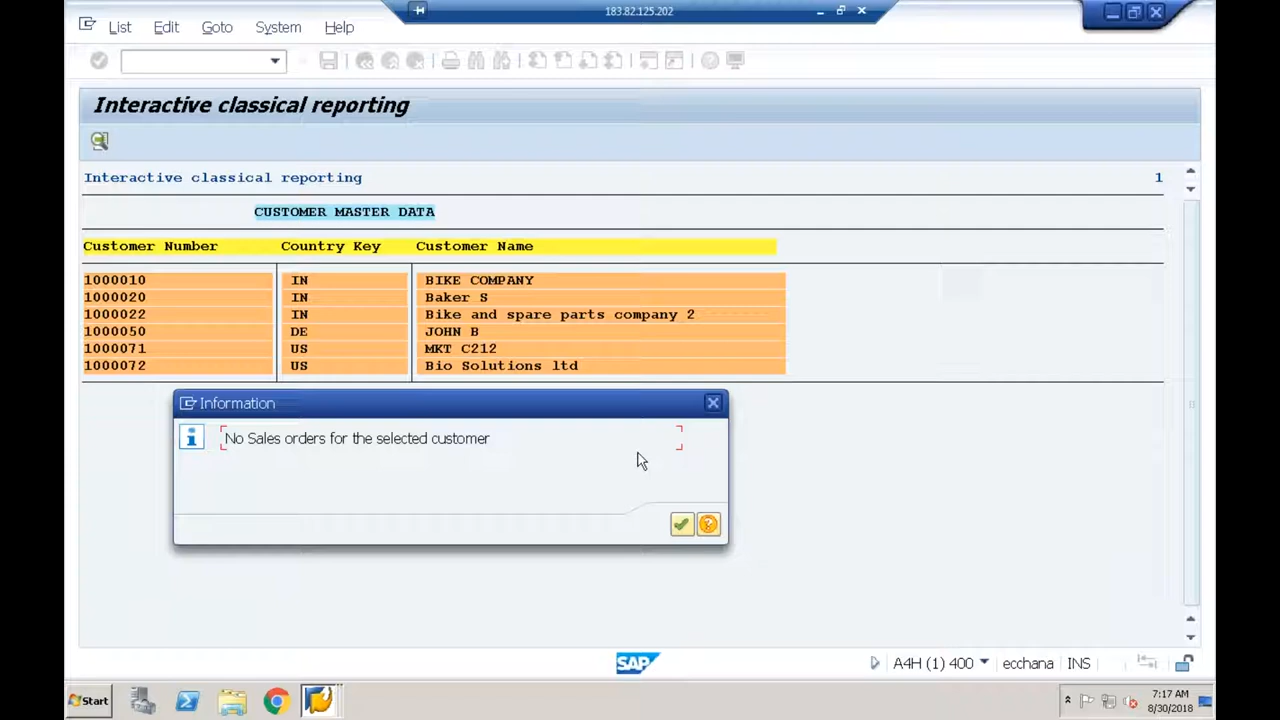 183.82.125.202
List Edit Goto System Help
Interactive classical reporting
Interactive classical reporting 1
CUSTOMER MASTER DATA
Customer Number Country Key Customer Name
1000010 IN BIKE COMPANY
1000020 IN Baker S
1000022 IN Bike and spare parts company 2
1000050 DE JOHN B
1000071 US MKT C212
1000072 US Bio Solutions ltd
Information
No Sales orders for the selected customer
SAP A4H (1) 400 ecchana INS
Start 7:17 AM
8/30/2018